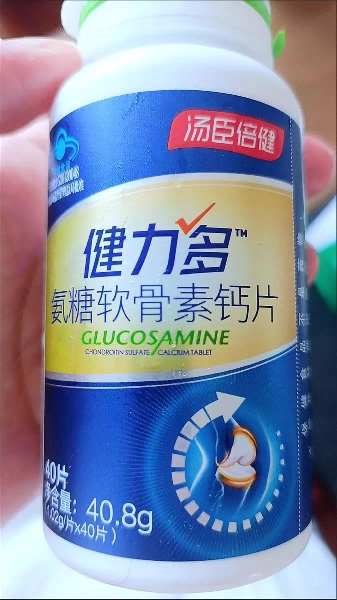 汤臣倍健
健力多™
氨糖软骨素钙片
GLUCOSAMINE
CHONDROITIN SULFATE / CALCIUM TABLET
40片
净含量：40.8g
(1.02g/片x40片)